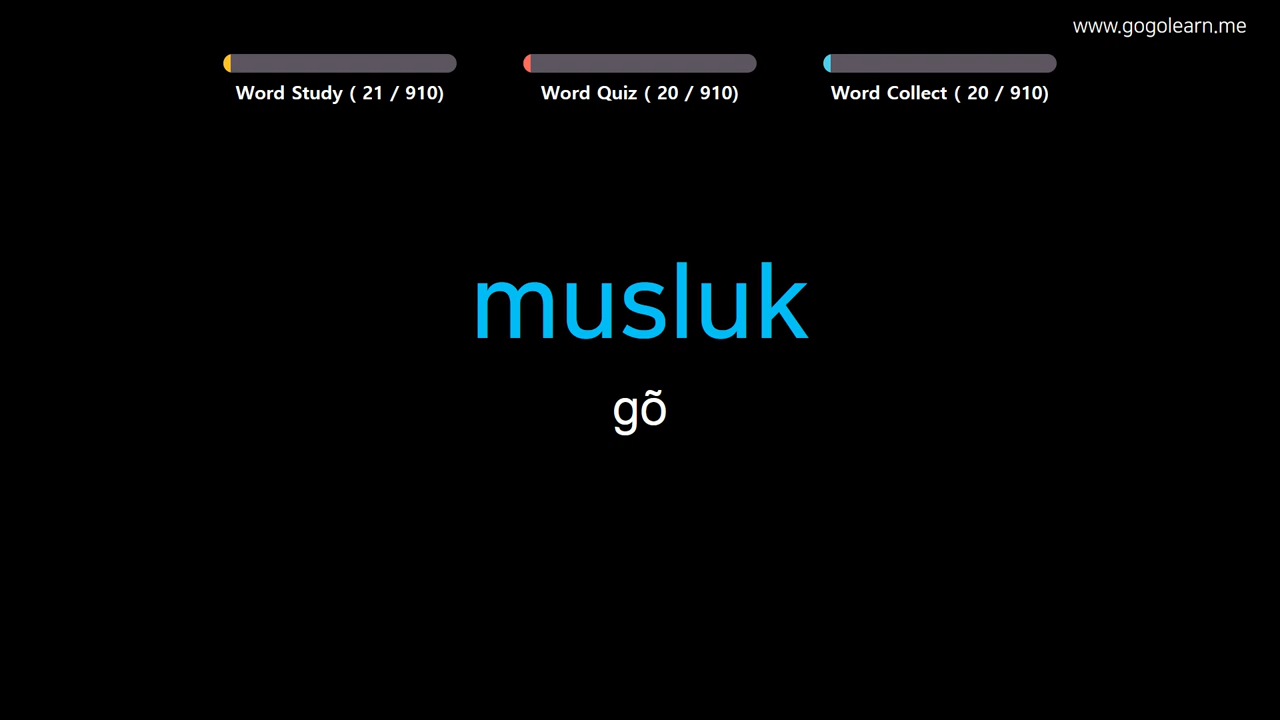 www.gogolearn.me
Word Study ( 21 / 910)
Word Quiz ( 20 / 910)
Word Collect ( 20 / 910)
musluk
gõ